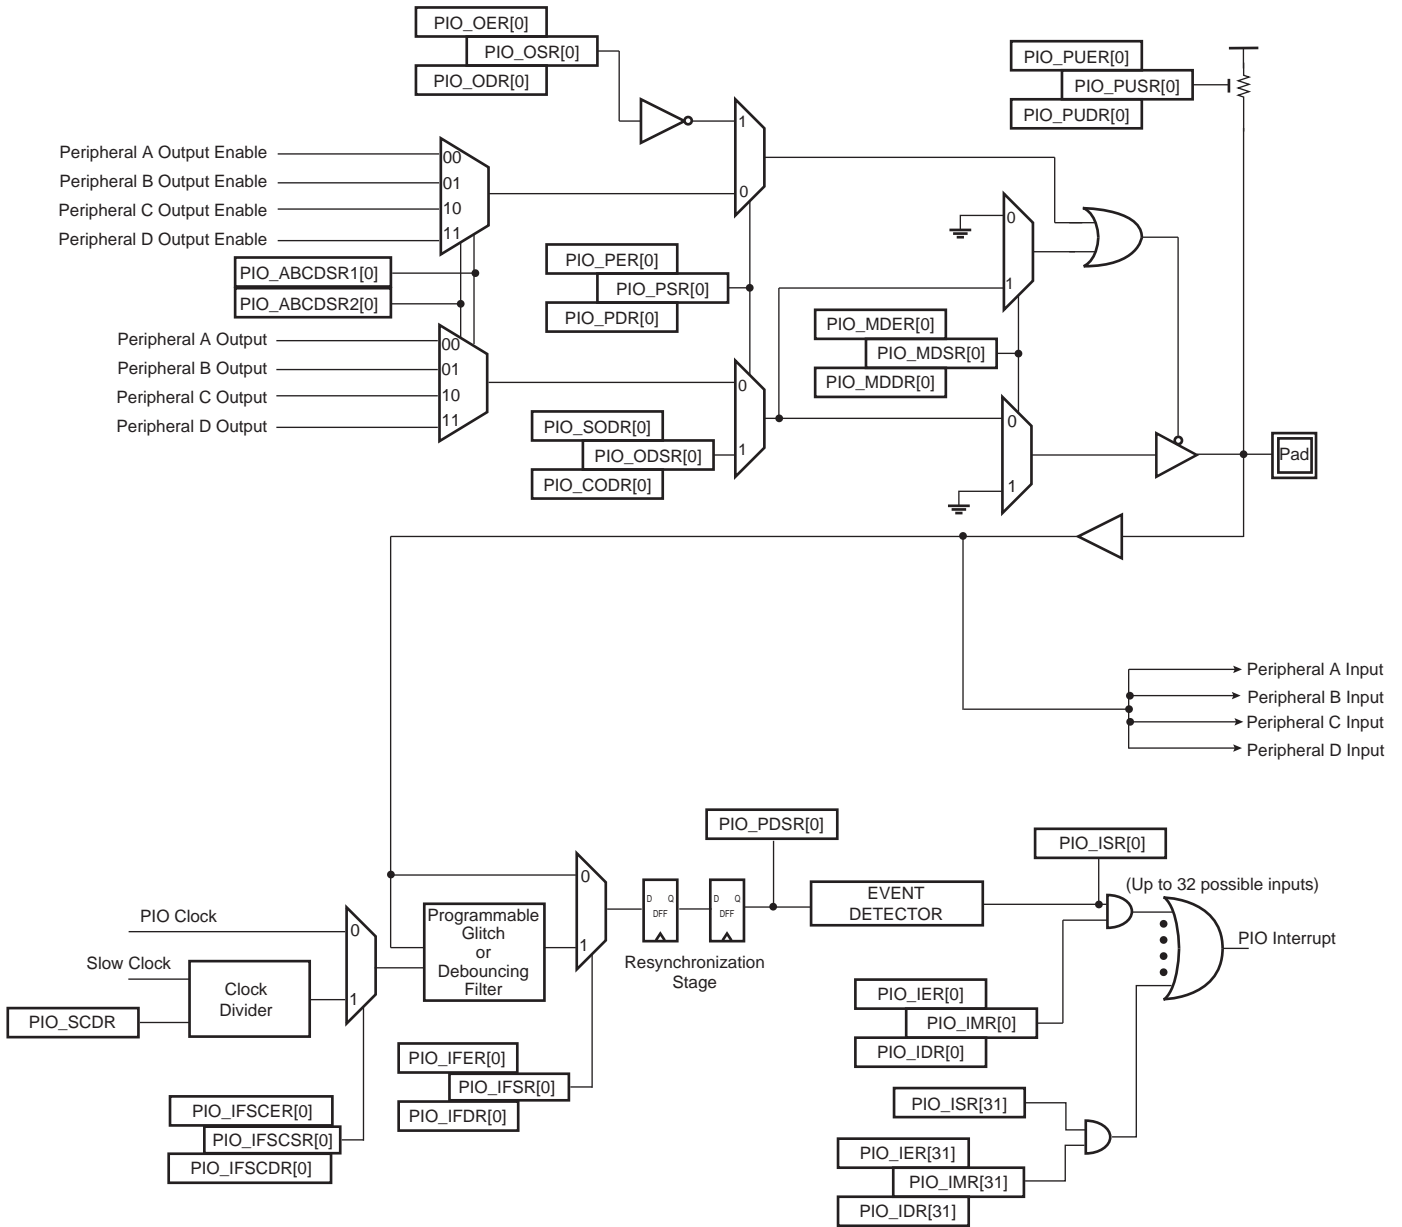 PIO_OER[0]
PIO_OSR[0]
PIO_ODR[0]
PIO_PUER[0]
PIO_PUSR[0]
PIO_PUDR[0]
1
0
Peripheral A Output Enable
Peripheral B Output Enable
Peripheral C Output Enable
Peripheral D Output Enable
00
01
10
11
PIO_ABCDSR1[0]
PIO_ABCDSR2[0]
PIO_PER[0]
PIO_PSR[0]
PIO_PDR[0]
0
1
PIO_MDER[0]
PIO_MDSR[0]
PIO_MDDR[0]
Peripheral A Output
Peripheral B Output
Peripheral C Output
Peripheral D Output
00
01
10
11
0
1
PIO_SODR[0]
PIO_ODSR[0]
PIO_CODR[0]
0
1
Pad
Peripheral A Input
Peripheral B Input
Peripheral C Input
Peripheral D Input
PIO_PDSR[0]
PIO_ISR[0]
EVENT
DETECTOR
(Up to 32 possible inputs)
PIO Interrupt
0
1
D Q
DFF
D Q
DFF
Resynchronization
Stage
Programmable
Glitch
or
Debouncing
Filter
PIO Clock
Slow Clock
0
1
Clock
Divider
PIO_SCDR
PIO_IER[0]
PIO_IMR[0]
PIO_IDR[0]
PIO_IFER[0]
PIO_IFSR[0]
PIO_IFDR[0]
PIO_IFSCER[0]
PIO_IFSCSR[0]
PIO_IFSCDR[0]
PIO_ISR[31]
PIO_IER[31]
PIO_IMR[31]
PIO_IDR[31]